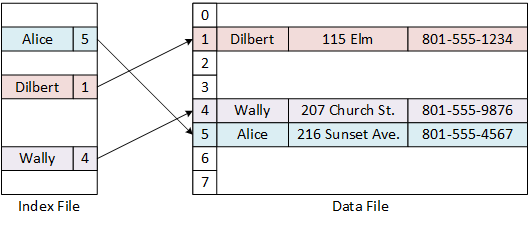 0
Alice 5
1 Dilbert 115 Elm 801-555-1234
2
Dilbert 1
3
4 Wally 207 Church St. 801-555-9876
5 Alice 216 Sunset Ave. 801-555-4567
Wally 4
6
7
Index File
Data File